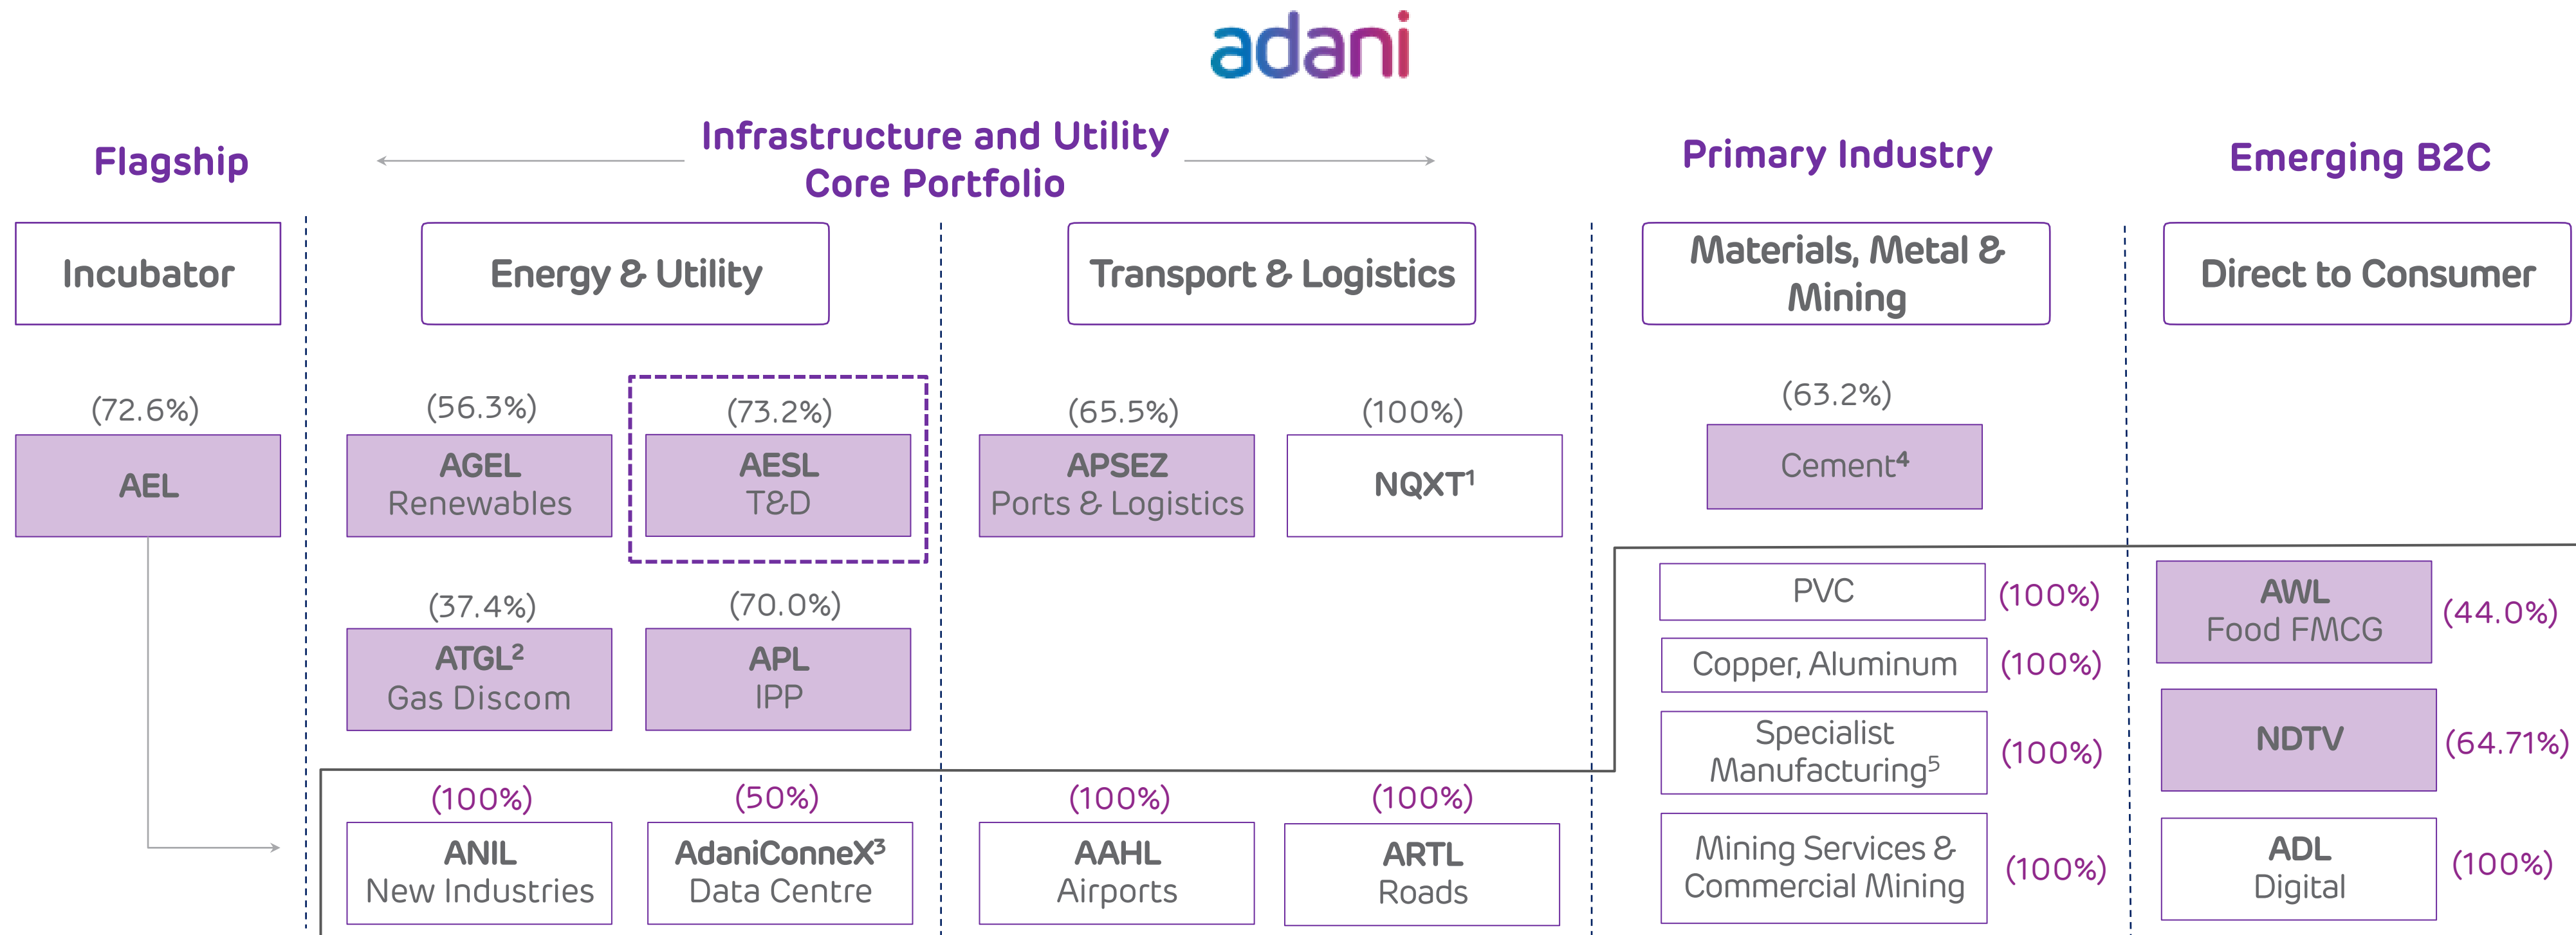 adani
Flagship
Infrastructure and Utility
Core Portfolio
Primary Industry
Emerging B2C
Incubator
Energy & Utility
Transport & Logistics
Materials, Metal &
Mining
Direct to Consumer
(72.6%)
AEL
(56.3%)
AGEL
Renewables
(73.2%)
AESL
T&D
(65.5%)
APSEZ
Ports & Logistics
(100%)
NQXT¹
(63.2%)
Cement⁴
(37.4%)
ATGL²
Gas Discom
(70.0%)
APL
IPP
PVC (100%)
Copper, Aluminum (100%)
Specialist
Manufacturing⁵
(100%)
Mining Services &
Commercial Mining
(100%)
AWL
Food FMCG
(44.0%)
NDTV (64.71%)
ADL
Digital
(100%)
(100%)
ANIL
New Industries
(50%)
AdaniConneX³
Data Centre
(100%)
AAHL
Airports
(100%)
ARTL
Roads